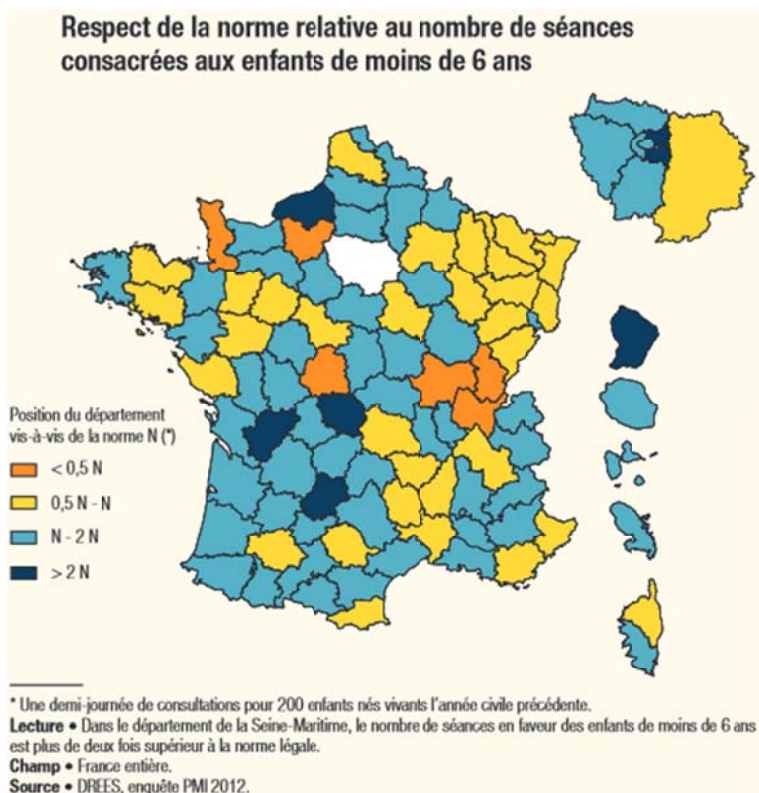 Respect de la norme relative au nombre de séances
consacrées aux enfants de moins de 6 ans
Position du département
vis-à-vis de la norme N (*)
< 0,5 N
0,5 N - N
N - 2 N
> 2 N
* Une demi-journée de consultations pour 200 enfants nés vivants l'année civile précédente.
Lecture • Dans le département de la Seine-Maritime, le nombre de séances en faveur des enfants de moins de 6 ans
est plus de deux fois supérieur à la norme légale.
Champ • France entière.
Source • DREES, enquête PMI 2012.